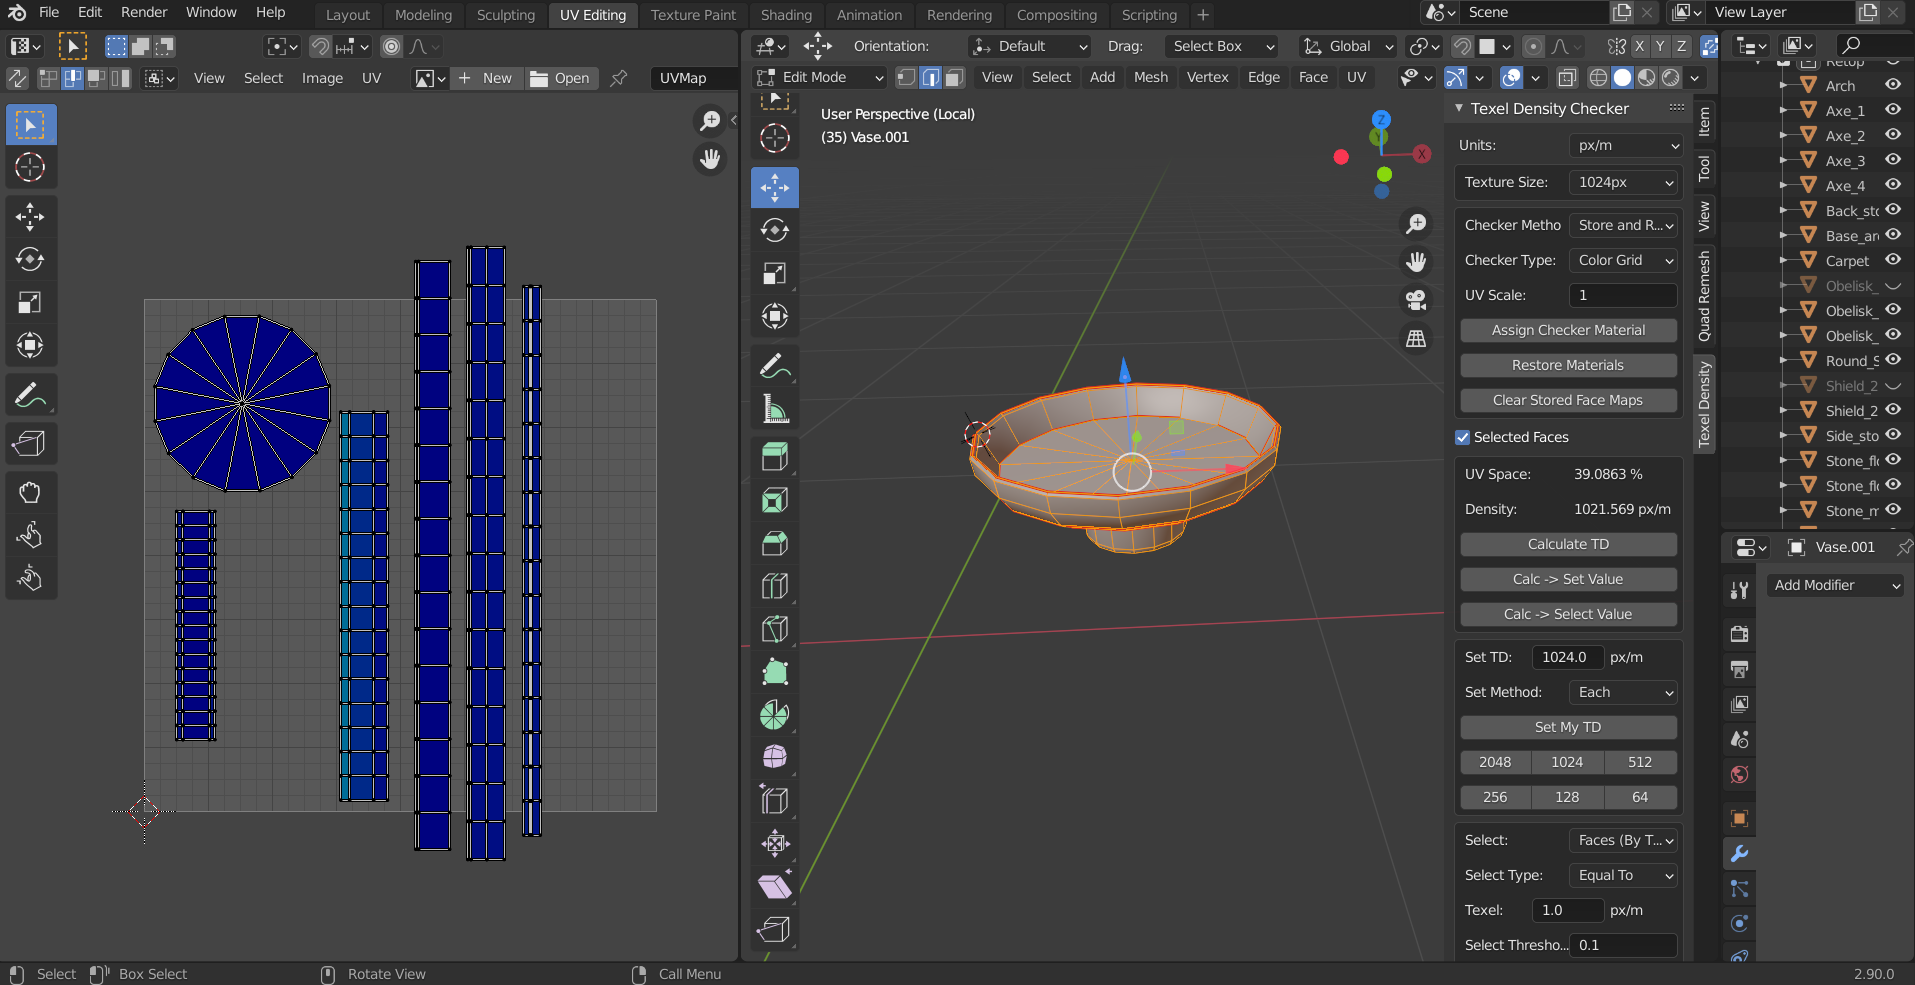 File Edit Render Window Help
Layout Modeling Sculpting UV Editing Texture Paint Shading Animation Rendering Compositing Scripting +
Scene
View Layer
Orientation: Default Drag: Select Box Global X Y Z
View Select Image UV New Open UVMap
Edit Mode View Select Add Mesh Vertex Edge Face UV
User Perspective (Local)
(35) Vase.001
Z
Y
X
Texel Density Checker
Units: px/m
Texture Size: 1024px
Checker Metho Store and R...
Checker Type: Color Grid
UV Scale: 1
Assign Checker Material
Restore Materials
Clear Stored Face Maps
Selected Faces
UV Space: 39.0863 %
Density: 1021.569 px/m
Calculate TD
Calc -> Set Value
Calc -> Select Value
Set TD: 1024.0 px/m
Set Method: Each
Set My TD
2048 1024 512
256 128 64
Select: Faces (By T...
Select Type: Equal To
Texel: 1.0 px/m
Select Thresho... 0.1
Item
Tool
View
Quad Remesh
Texel Density
Retop
Arch
Axe_1
Axe_2
Axe_3
Axe_4
Back_sto
Base_ar
Carpet
Obelisk_
Obelisk_
Obelisk_
Round_S
Shield_2
Shield_2
Side_sto
Stone_fl
Stone_fl
Stone_m
Vase.001
Add Modifier
Select Box Select Rotate View Call Menu 2.90.0